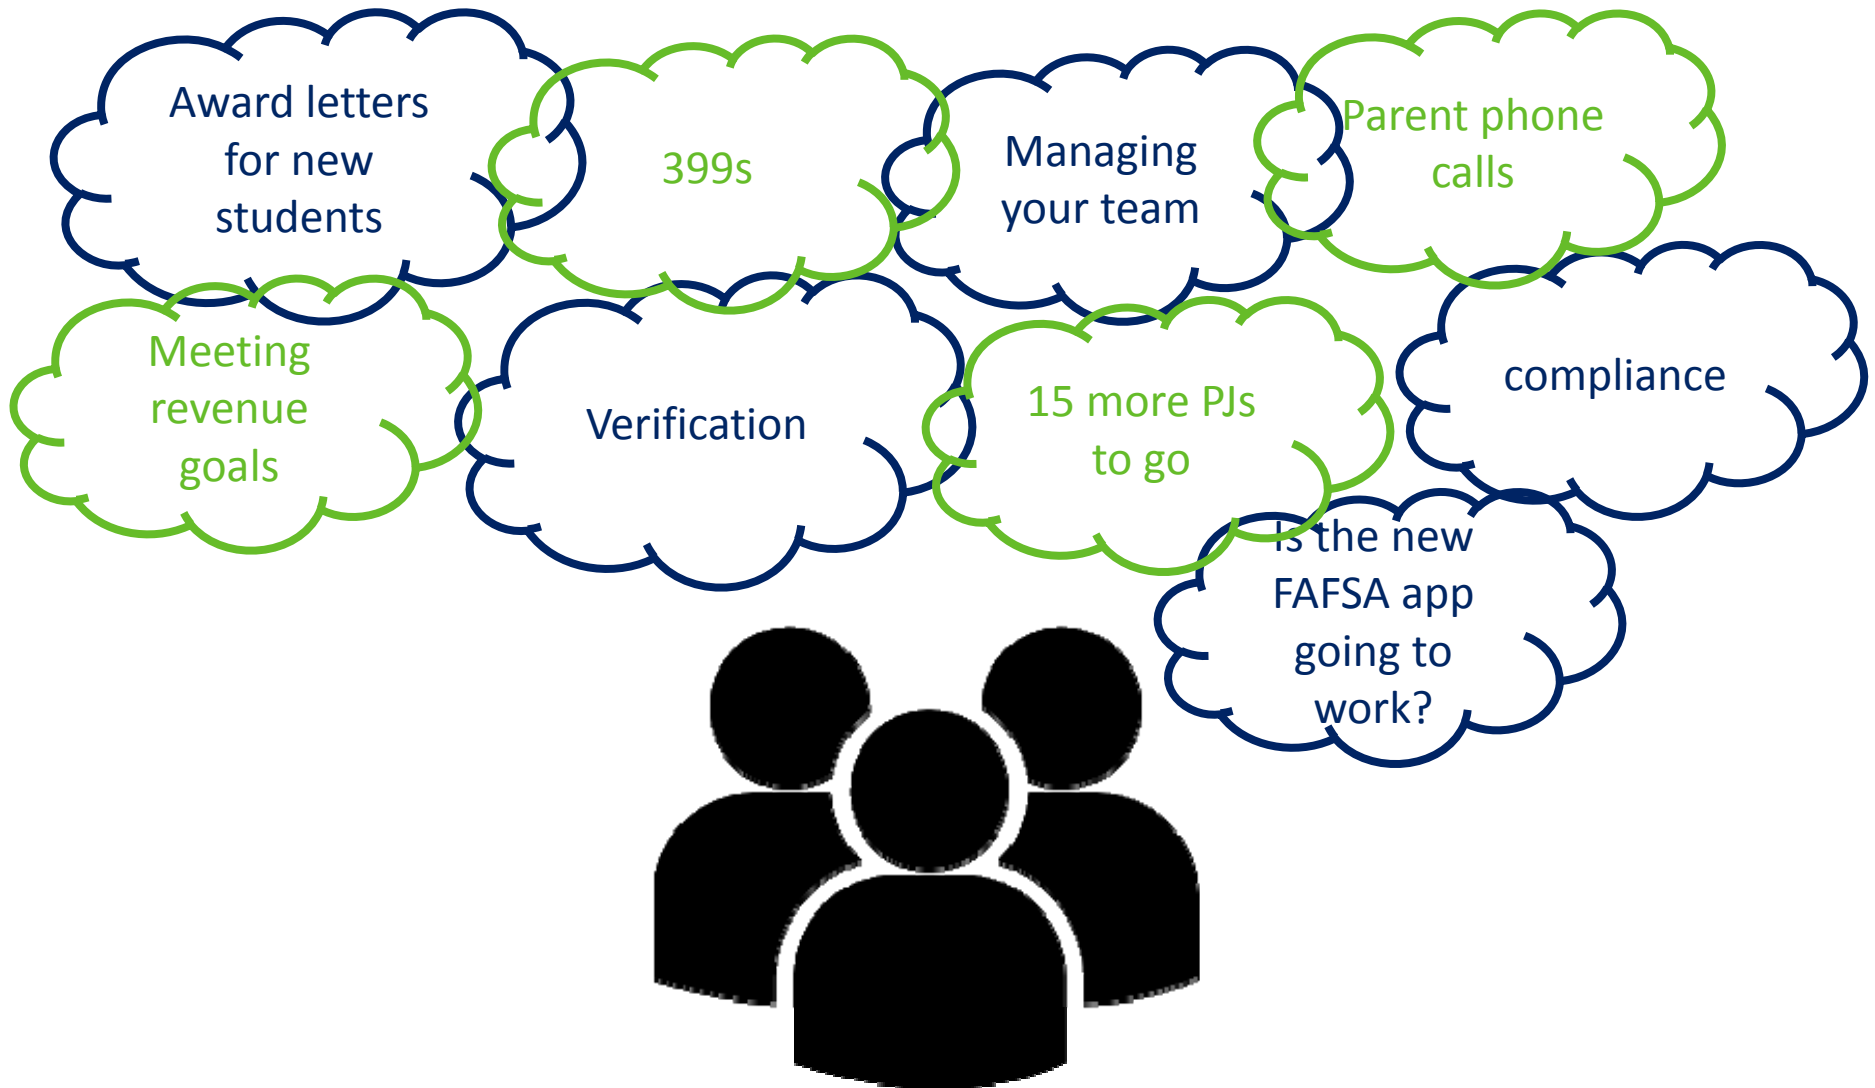 Award letters
for new
students
399s
Managing
your team
Parent phone
calls
Meeting
revenue
goals
Verification
15 more PJs
to go
compliance
Is the new
FAFSA app
going to
work?